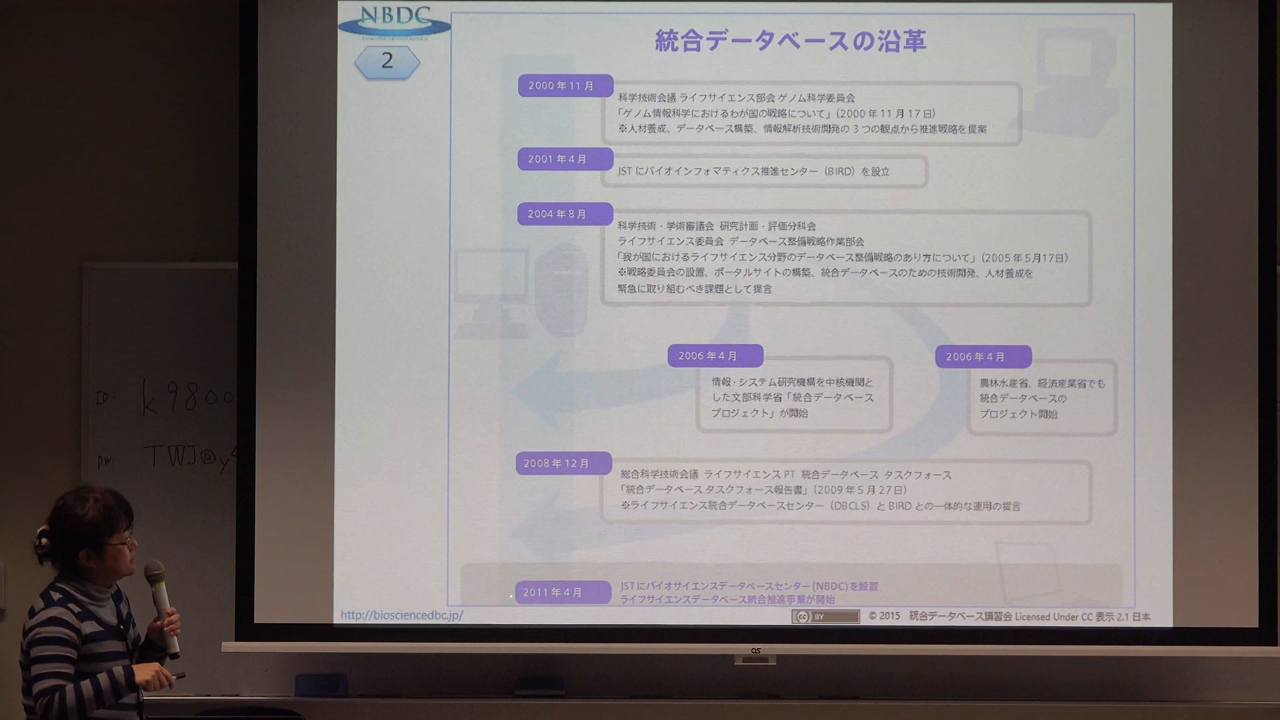 NBDC
2
統合データベースの沿革
2000年11月
科学技術会議 ライフサイエンス部会 ゲノム科学委員会
「ゲノム情報科学におけるわが国の戦略について」(2000年11月17日)
※人材養成、データベース構築、情報解析技術開発の3つの観点から推進戦略を提案
2001年4月
JSTにバイオインフォマティクス推進センター(BIRD)を設立
2004年8月
科学技術・学術審議会 研究計画・評価分科会
ライフサイエンス委員会 データベース整備戦略作業部会
「我が国におけるライフサイエンス分野のデータベース整備戦略のあり方について」(2005年5月17日)
※戦略委員会の設置、ポータルサイトの構築、統合データベースのための技術開発、人材養成を
緊急に取り組むべき課題として提言
2006年4月
情報・システム研究機構を中核機関と
した文部科学省「統合データベース
プロジェクト」が開始
2006年4月
農林水産省、経済産業省でも
統合データベースの
プロジェクト開始
2008年12月
総合科学技術会議 ライフサイエンスPT 統合データベース タスクフォース
「統合データベース タスクフォース報告書」(2009年5月27日)
※ライフサイエンス統合データベースセンター(DBCLS)とBIRDとの一体的な運用の提言
2011年4月
JSTにバイオサイエンスデータベースセンター(NBDC)を設置
ライフサイエンスデータベース統合推進事業が開始
http://biosciencedbc.jp/
cc BY
© 2015 統合データベース講習会 Licensed Under CC 表示 2.1 日本
ID: k9800
pw: TWJ@y
OS